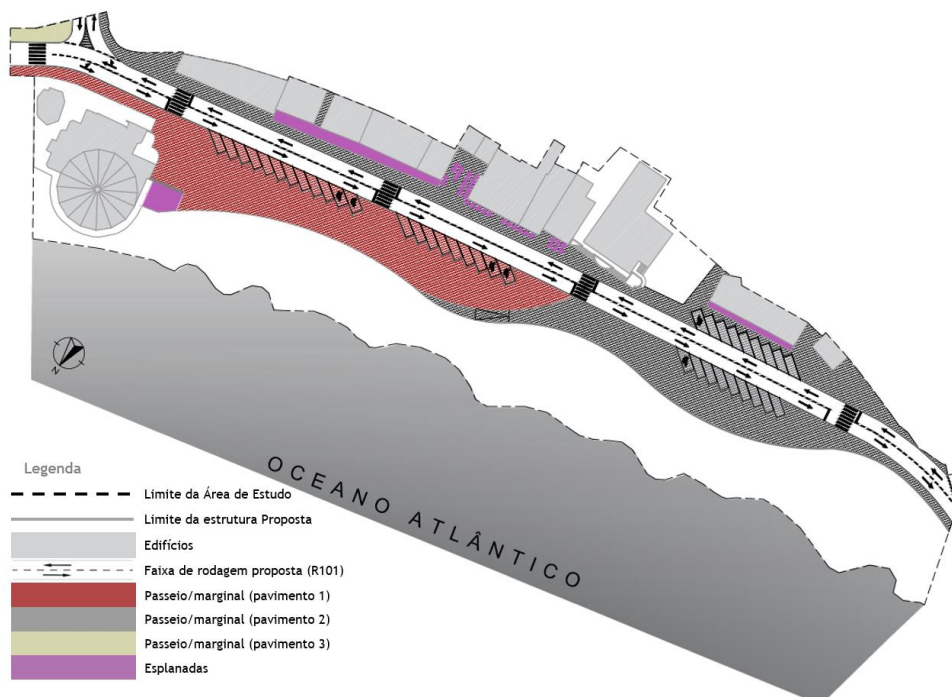 N
OCEANO ATLÂNTICO
Legenda
Limite da Área de Estudo
Limite da estrutura Proposta
Edifícios
Faixa de rodagem proposta (R101)
Passeio/marginal (pavimento 1)
Passeio/marginal (pavimento 2)
Passeio/marginal (pavimento 3)
Esplanadas